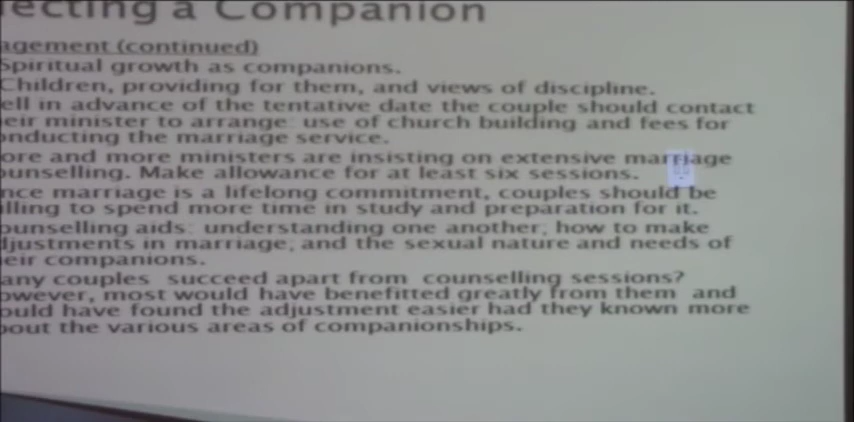 lecting a Companion
agement (continued)
Spiritual growth as companions.
Children, providing for them, and views of discipline.
ell in advance of the tentative date the couple should contact
eir minister to arrange: use of church building and fees for
onducting the marriage service.
ore and more ministers are insisting on extensive marriage
ounselling. Make allowance for at least six sessions.
nce marriage is a lifelong commitment, couples should be
illing to spend more time in study and preparation for it.
ounselling aids: understanding one another; how to make
djustments in marriage; and the sexual nature and needs of
eir companions.
any couples succeed apart from counselling sessions?
owever, most would have benefitted greatly from them and
ould have found the adjustment easier had they known more
bout the various areas of companionships.